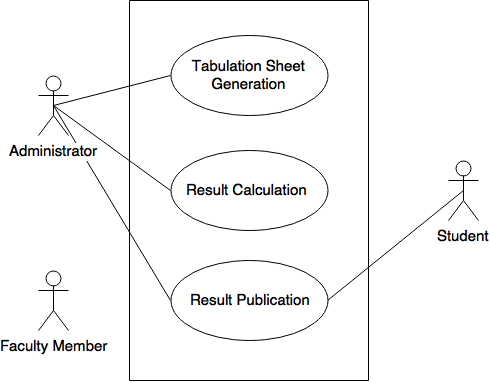 Tabulation Sheet
Generation
Administrator
Result Calculation
Student
Result Publication
Faculty Member